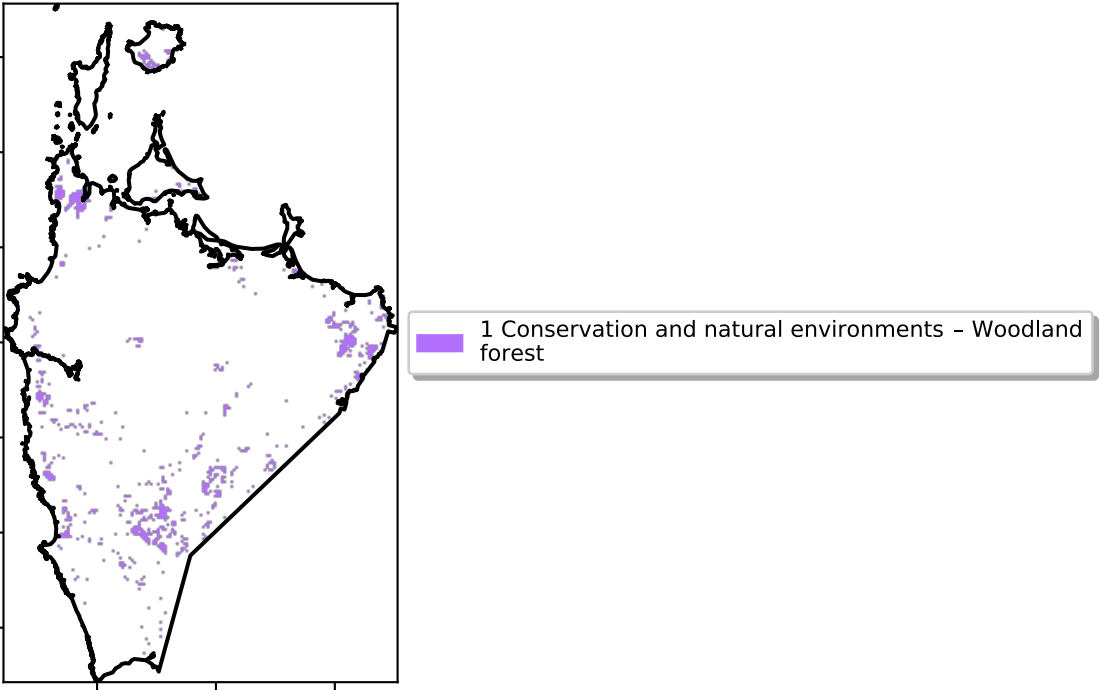 1 Conservation and natural environments – Woodland
forest